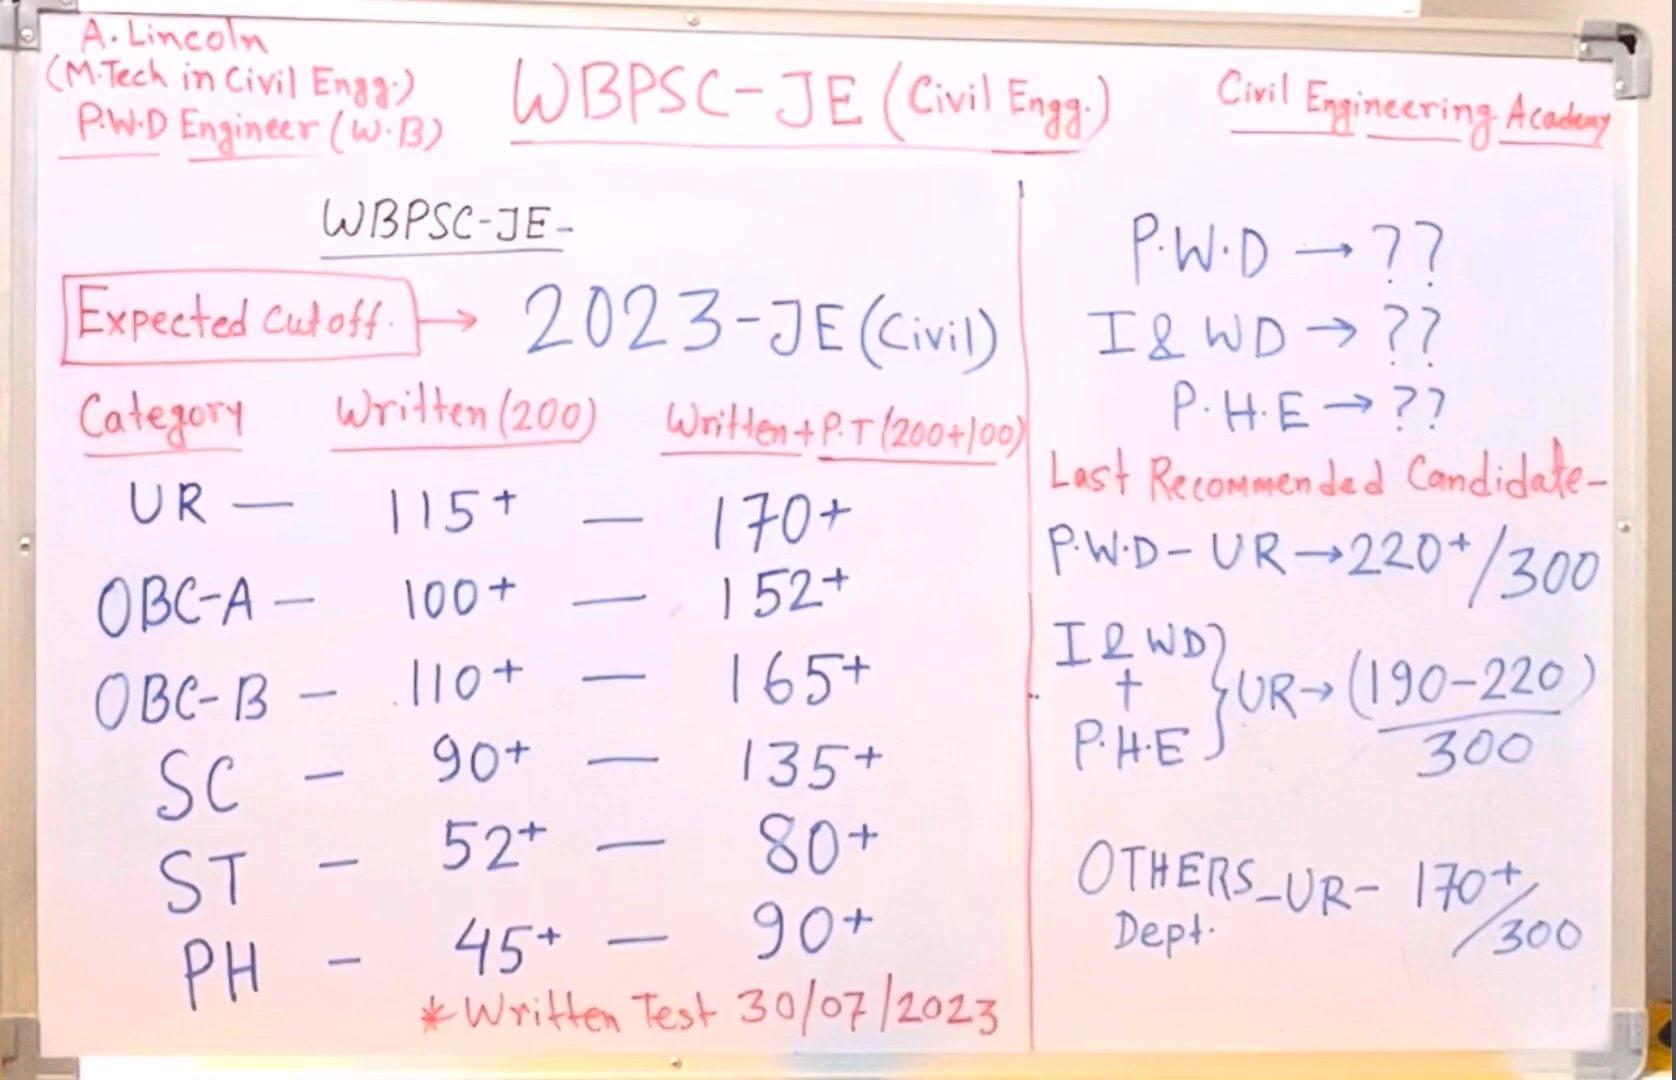 A. Lincoln
(M.Tech in Civil Engg.)
P.W.D Engineer (W.B)
WBPSC-JE (Civil Engg.)
Civil Engineering Academy
WBPSC-JE-
Expected Cutoff. → 2023-JE (Civil)
Category Written (200) Written + P.T (200+100)
UR — 115+ — 170+
OBC-A — 100+ — 152+
OBC-B — 110+ — 165+
SC — 90+ — 135+
ST — 52+ — 80+
PH — 45+ — 90+
* Written Test 30/07/2023
P.W.D → ??
I & WD → ??
P.H.E → ??
Last Recommended Candidate-
P.W.D - UR → 220+/300
I & WD
+ } UR → (190-220)
P.H.E 300
OTHERS - UR - 170+/300
Dept.